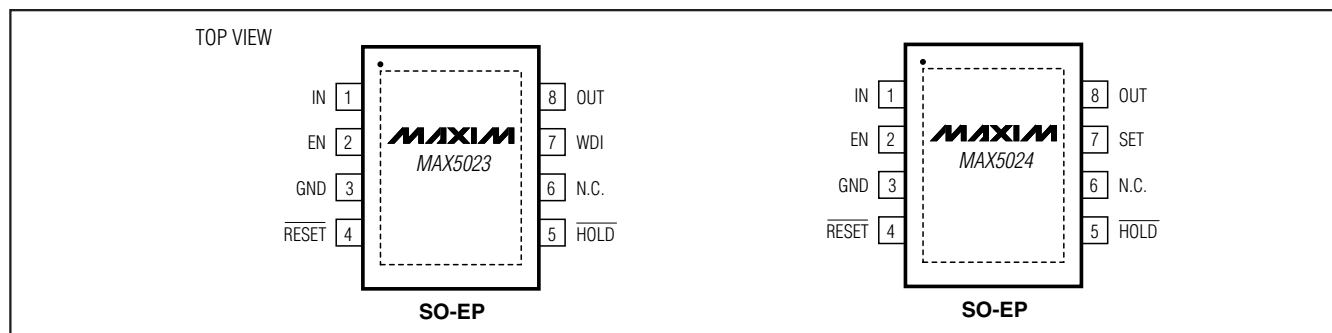 TOP VIEW
IN 1
8 OUT
EN 2
MAXIM
7 WDI
MAX5023
GND 3
6 N.C.
RESET 4
5 HOLD
SO-EP
IN 1
8 OUT
EN 2
MAXIM
7 SET
MAX5024
GND 3
6 N.C.
RESET 4
5 HOLD
SO-EP